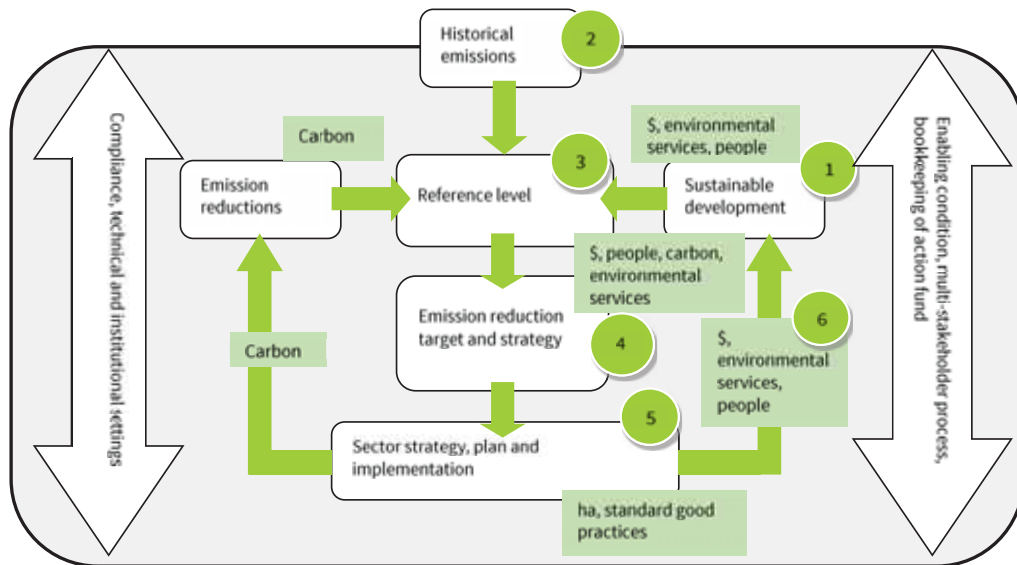 Historical
emissions
2
Carbon
$, environmental
services, people
3
1
Emission
reductions
Reference level
Sustainable
development
$, people, carbon,
environmental
services
Emission reduction
target and strategy
4
6
Carbon
$,
environmental
services,
people
5
Sector strategy, plan and
implementation
ha, standard good
practices
Compliance, technical and institutional settings
Enabling condition, multi-stakeholder process,
bookkeeping of action fund